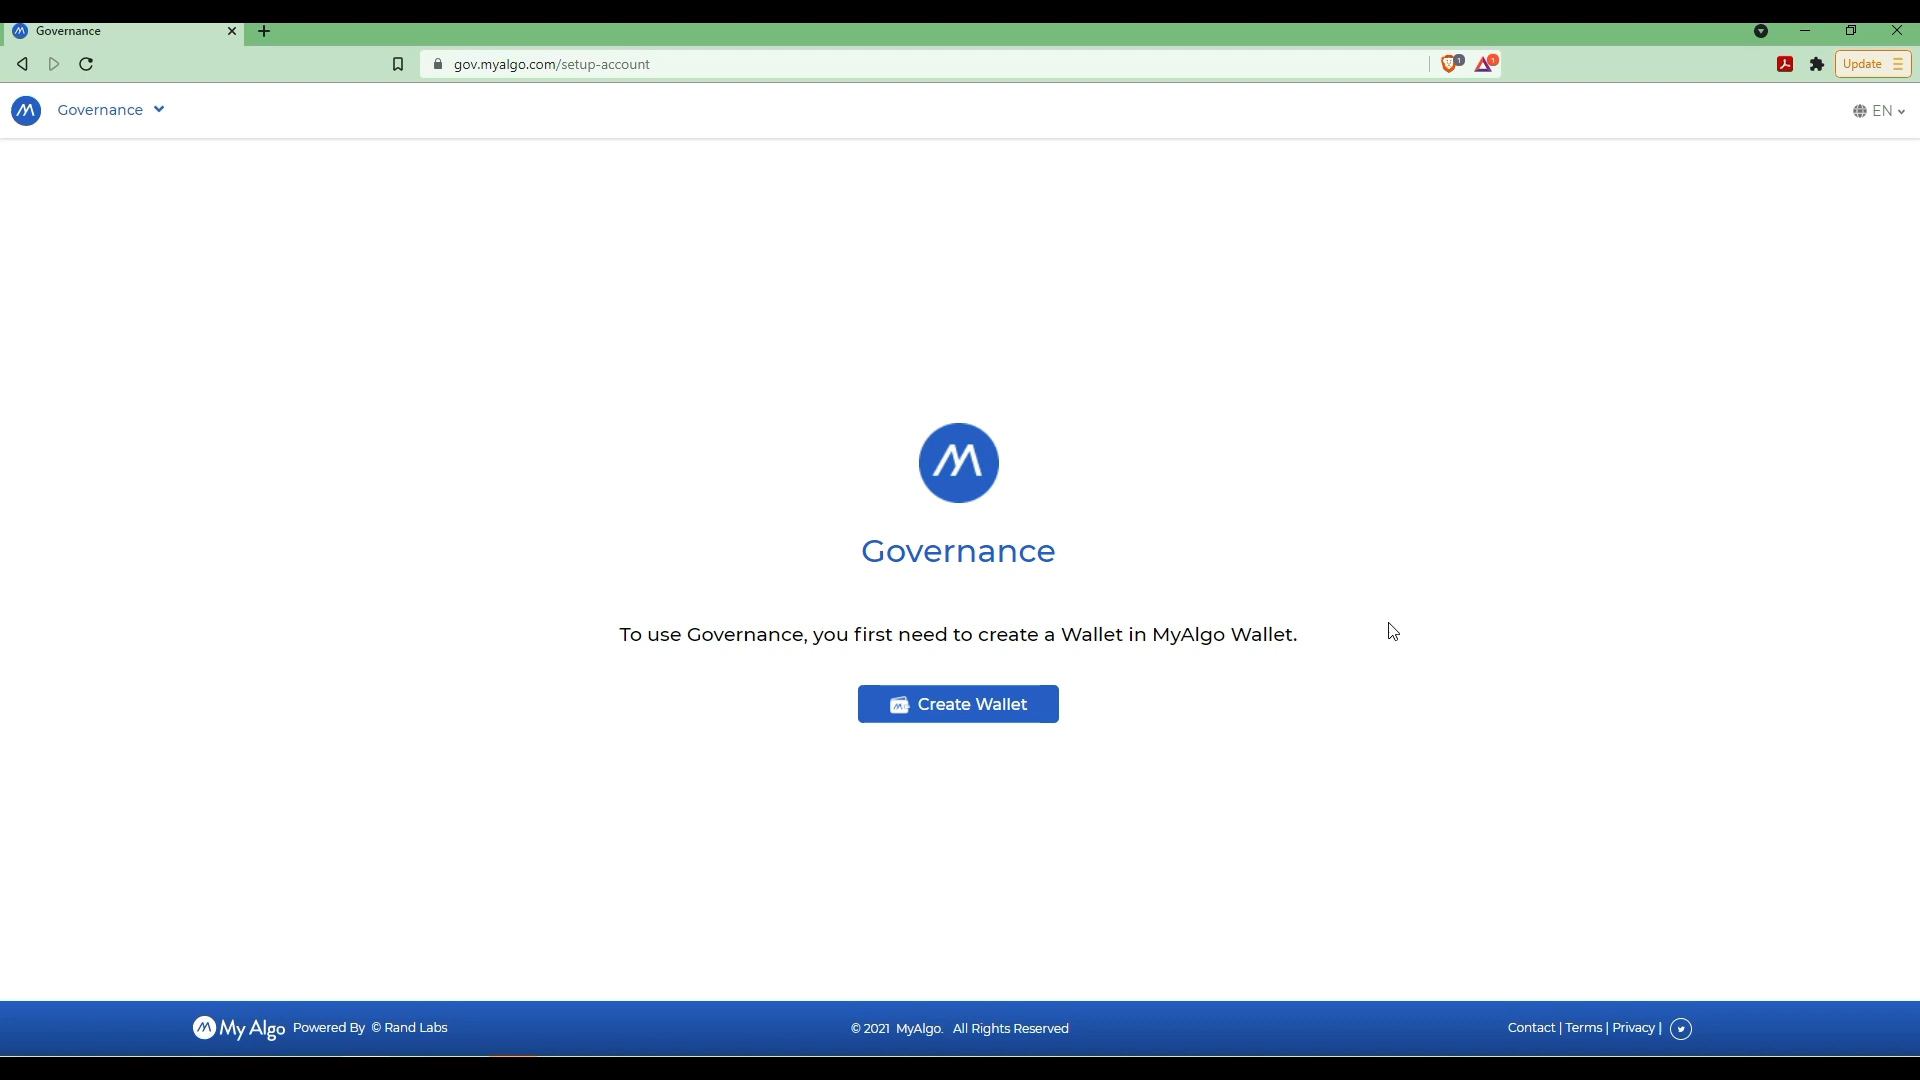 Governance
gov.myalgo.com/setup-account
1
1
Update
Governance
EN
Governance
To use Governance, you first need to create a Wallet in MyAlgo Wallet.
Create Wallet
My Algo Powered By © Rand Labs
© 2021 MyAlgo. All Rights Reserved
Contact | Terms | Privacy |